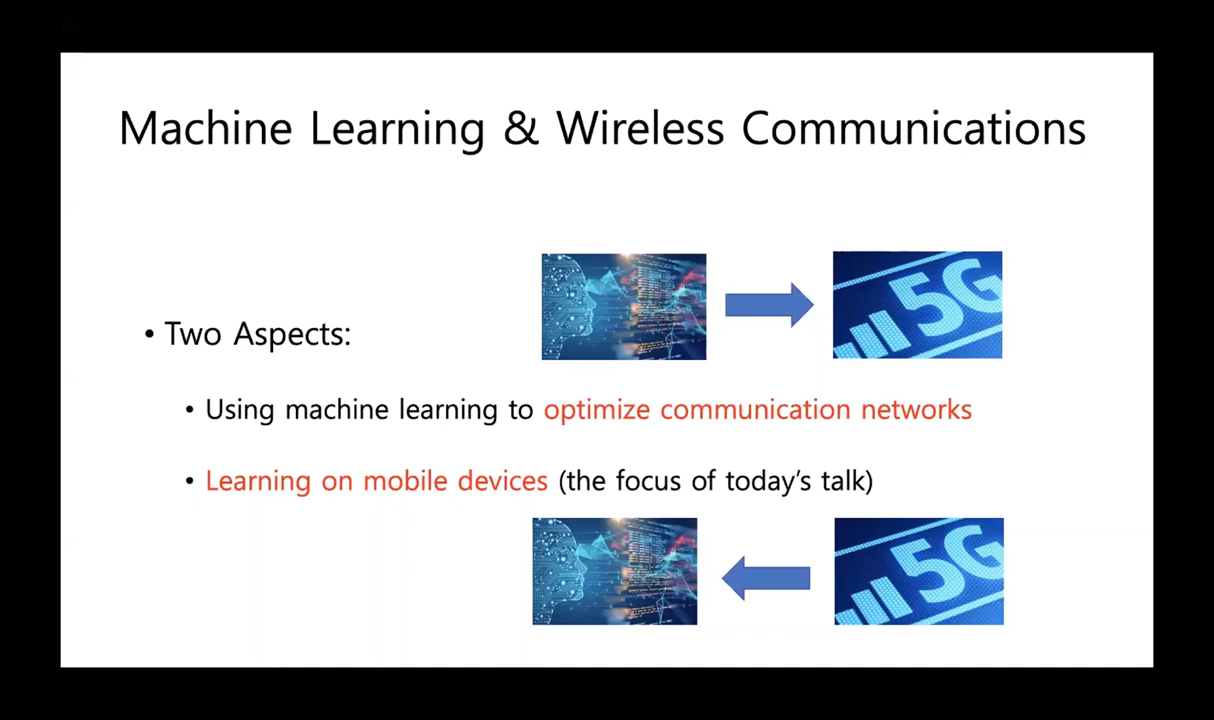 Machine Learning & Wireless Communications
5G
• Two Aspects:
• Using machine learning to optimize communication networks
• Learning on mobile devices (the focus of today's talk)
5G